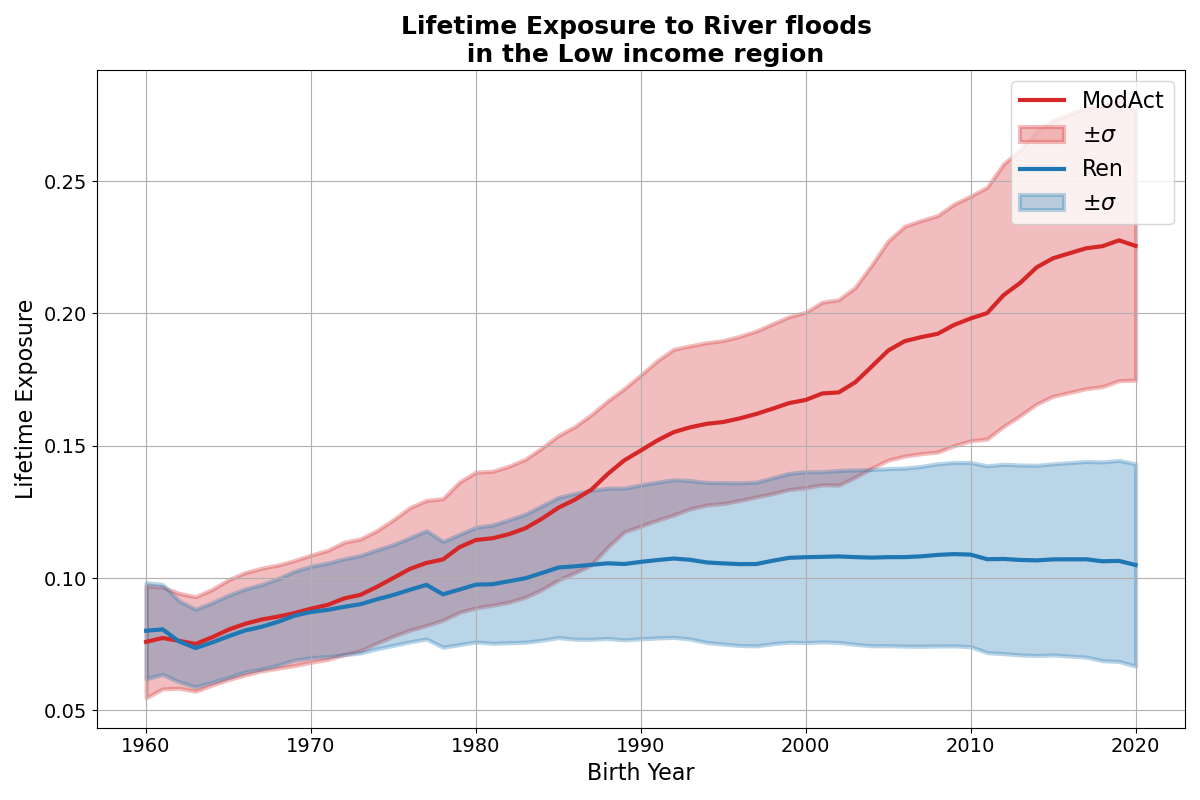 Lifetime Exposure to River floods
in the Low income region
ModAct
±σ
Ren
±σ
Lifetime Exposure
0.25
0.20
0.15
0.10
0.05
1960 1970 1980 1990 2000 2010 2020
Birth Year